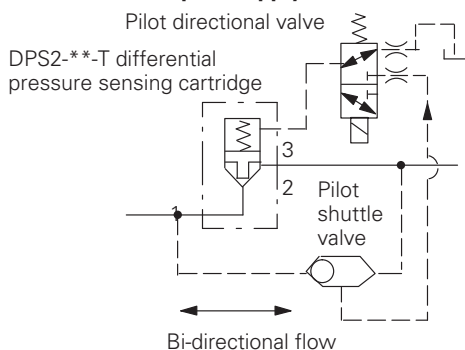 Pilot directional valve
DPS2-**-T differential
pressure sensing cartridge
3
2
1
Pilot
shuttle
valve
Bi-directional flow